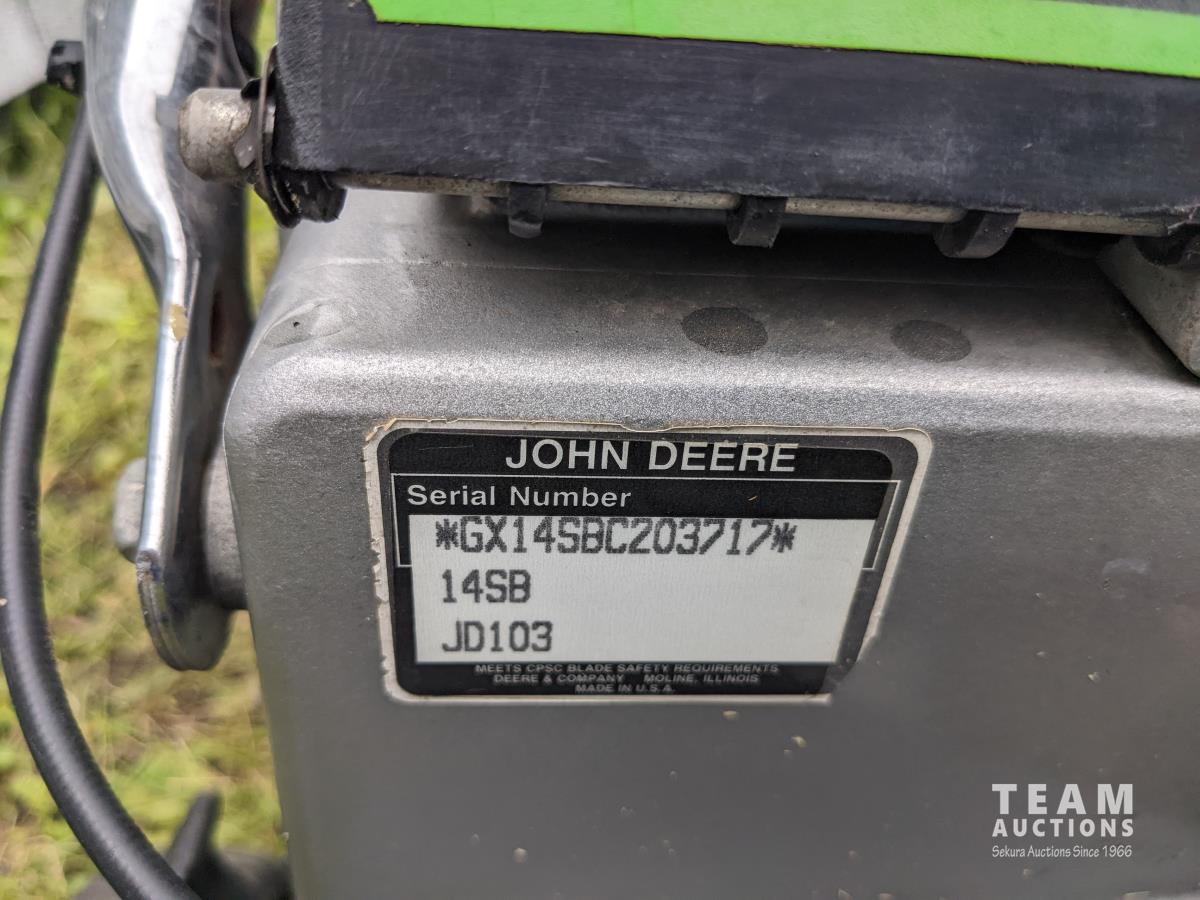 JOHN DEERE
Serial Number
*GX14SBC203717*
14SB
JD103
MEETS CPSC BLADE SAFETY REQUIREMENTS
DEERE & COMPANY MOLINE, ILLINOIS
MADE IN U.S.A.
TEAM
AUCTIONS
Sekura Auctions Since 1966